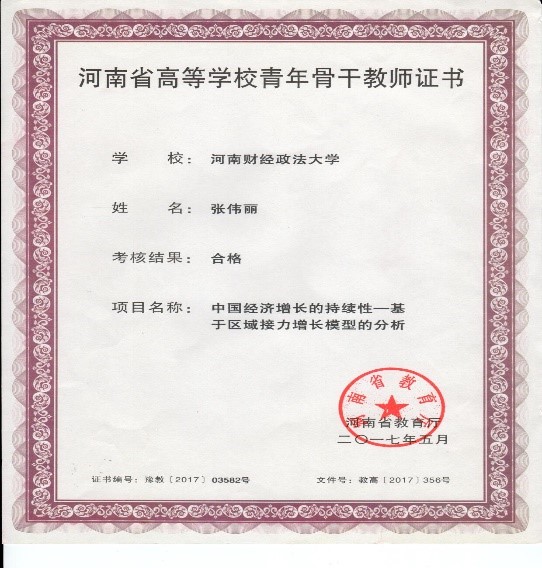 河南省高等学校青年骨干教师证书
学 校： 河南财经政法大学
姓 名： 张伟丽
考核结果： 合格
项目名称： 中国经济增长的持续性—基
于区域接力增长模型的分析
河南省教育厅
河南省教育厅
二〇一七年五月
证书编号：豫教〔2017〕03582号
文件号：教高〔2017〕356号